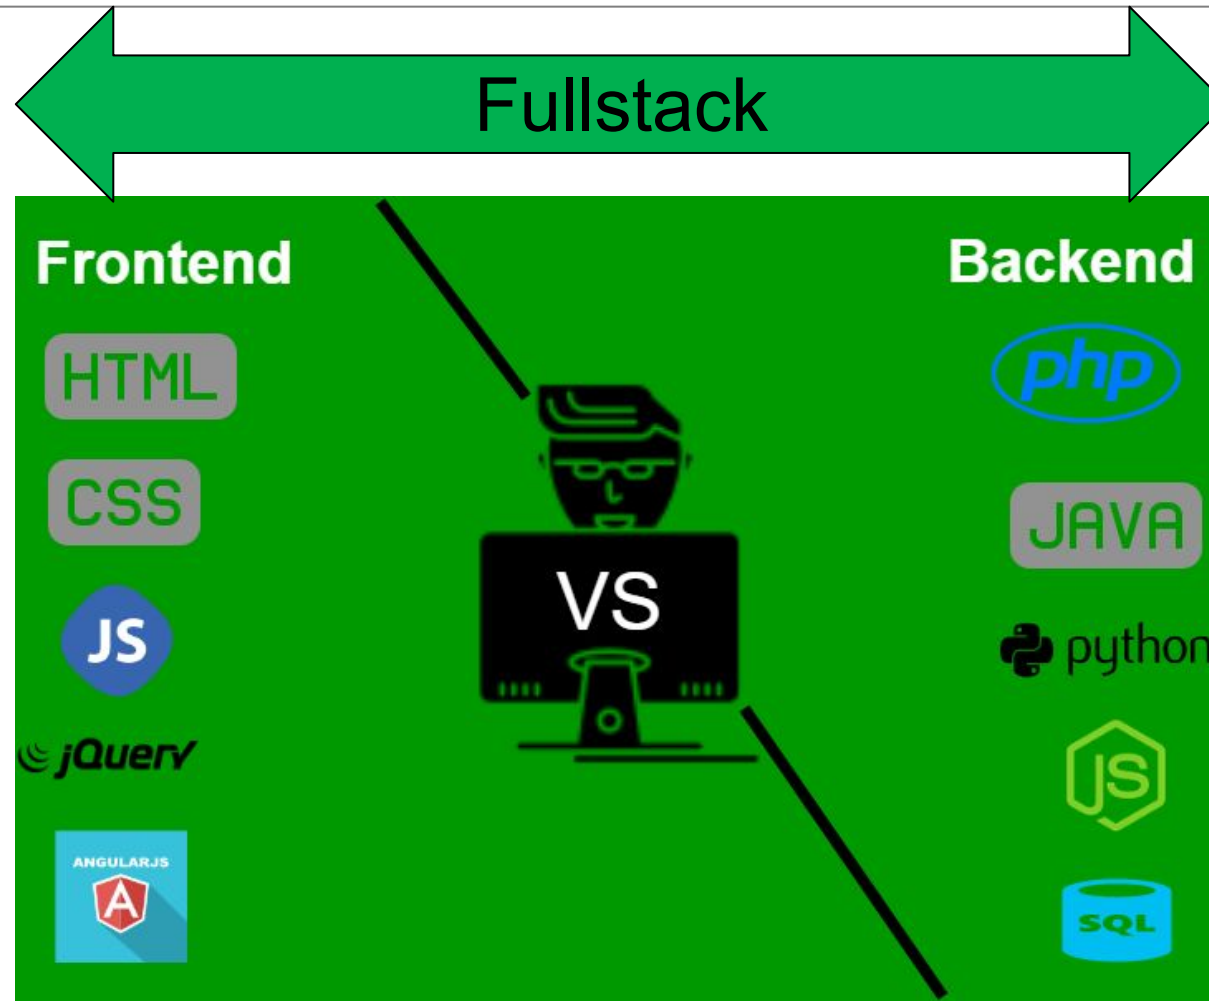 Fullstack
Frontend
Backend
HTML
CSS
JS
jQuery
ANGULARJS
A
VS
php
JAVA
python
JS
SQL